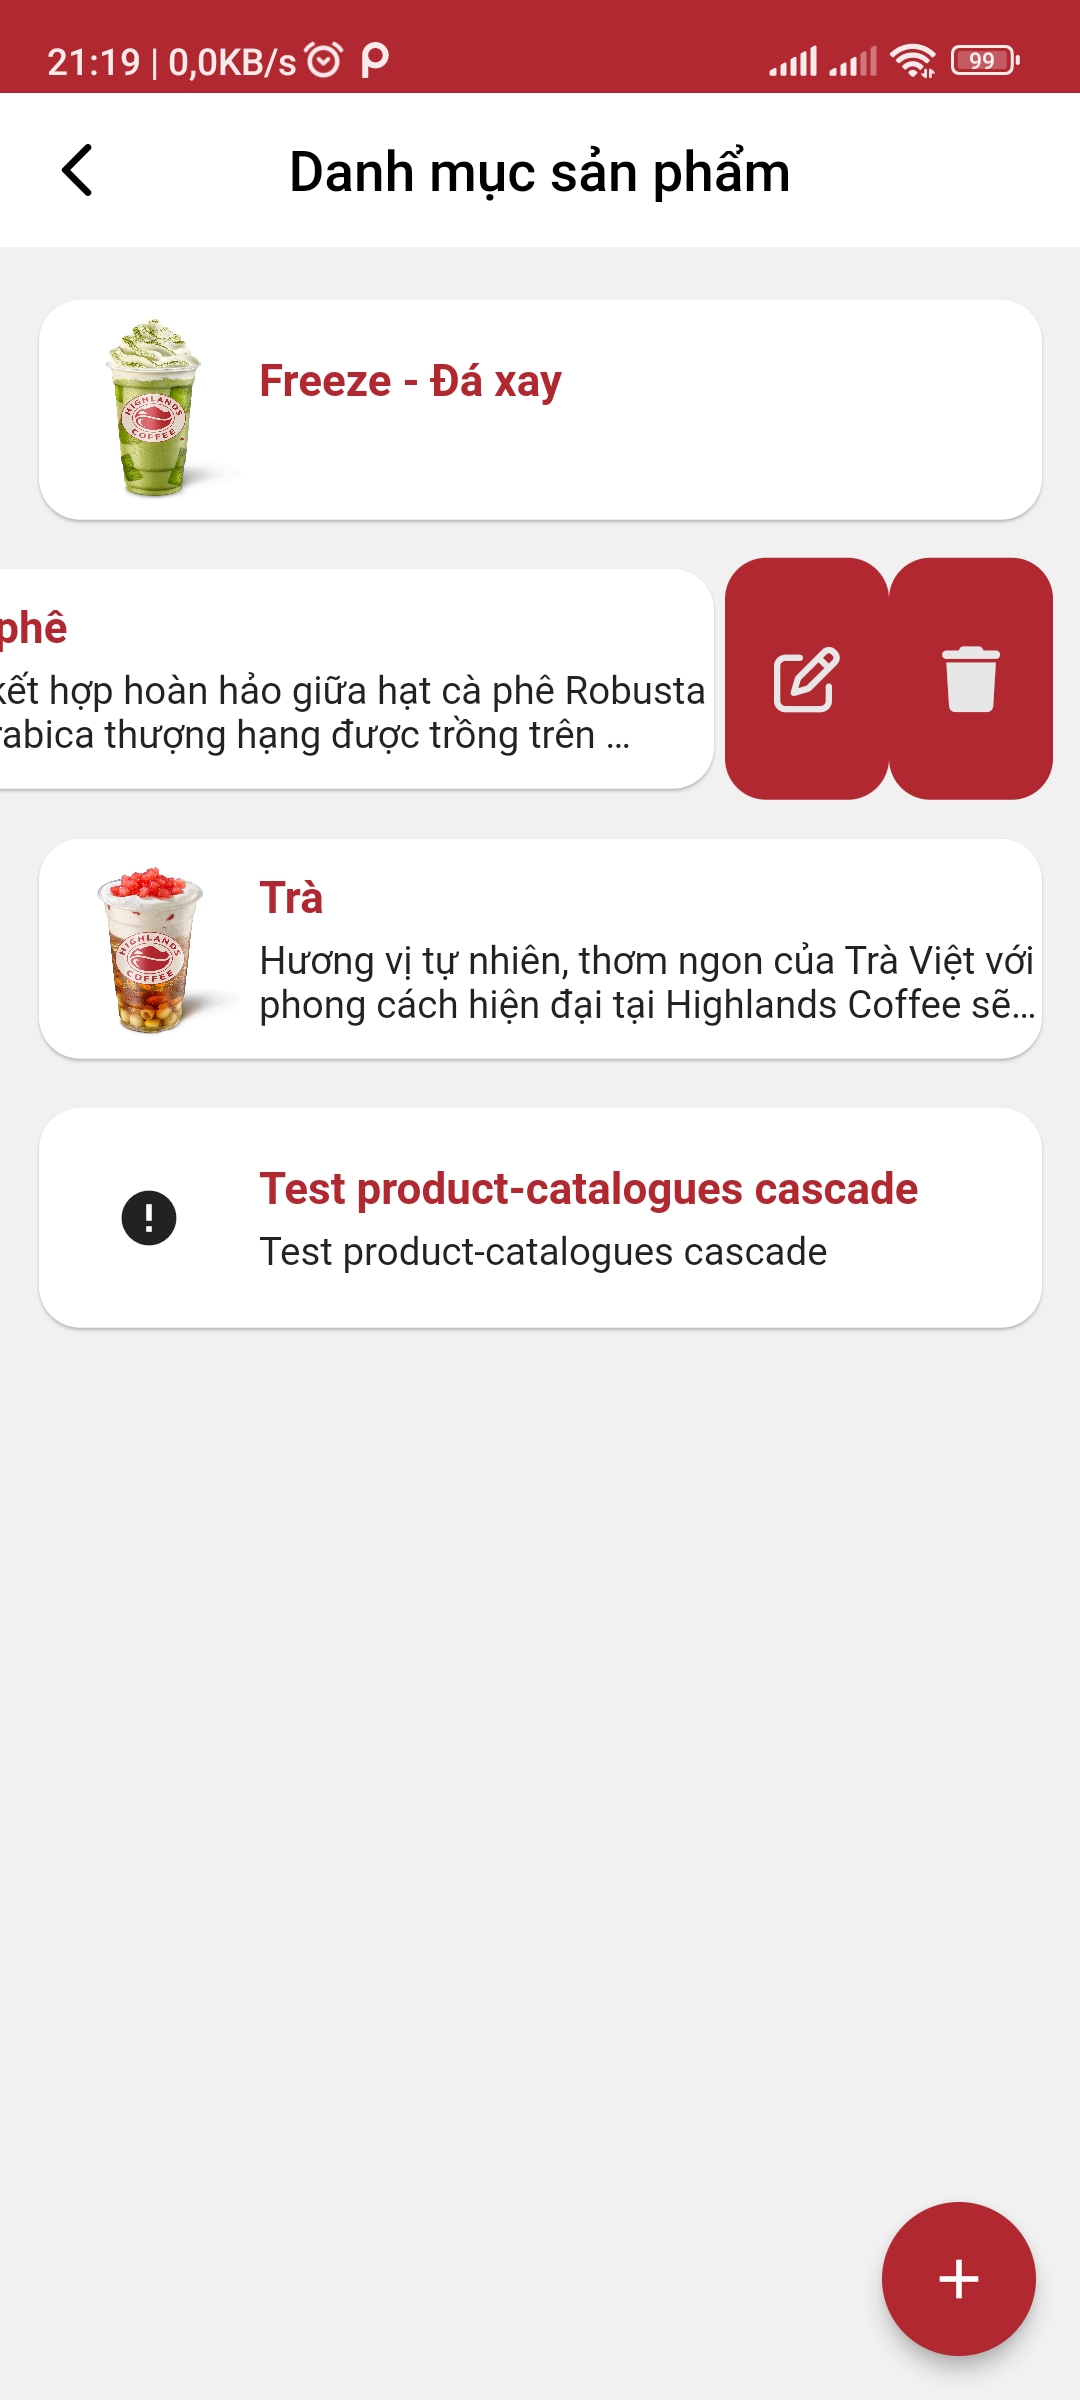 21:19 | 0,0KB/s
99
Danh mục sản phẩm
Freeze - Đá xay
HIGHLANDS
COFFEE
phê
kết hợp hoàn hảo giữa hạt cà phê Robusta
rabica thượng hạng được trồng trên ...
Trà
Hương vị tự nhiên, thơm ngon của Trà Việt với
phong cách hiện đại tại Highlands Coffee sẽ...
HIGHLANDS
COFFEE
Test product-catalogues cascade
Test product-catalogues cascade